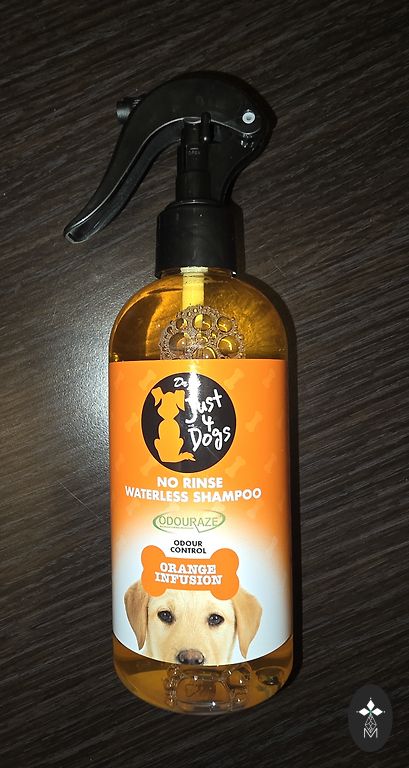 Just
4
Dogs
NO RINSE
WATERLESS SHAMPOO
ODOURAZE
ODOUR
CONTROL
ORANGE
INFUSION